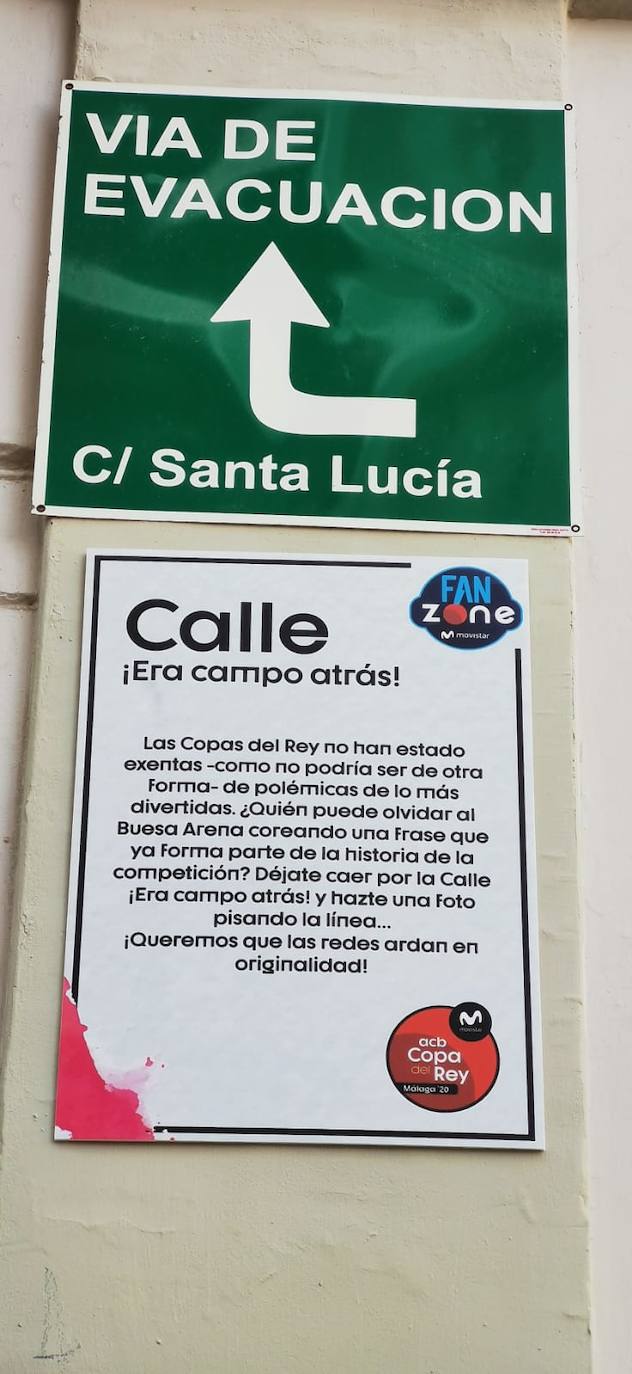 VIA DE
EVACUACION
C/ Santa Lucía
FAN
zone
movistar
Calle
¡Era campo atrás!
Las Copas del Rey no han estado
exentas -como no podría ser de otra
forma- de polémicas de lo más
divertidas. ¿Quién puede olvidar al
Buesa Arena coreando una frase que
ya forma parte de la historia de la
competición? Déjate caer por la Calle
¡Era campo atrás! y hazte una foto
pisando la línea...
¡Queremos que las redes ardan en
originalidad!
movistar
acb
Copa
del Rey
Málaga '20